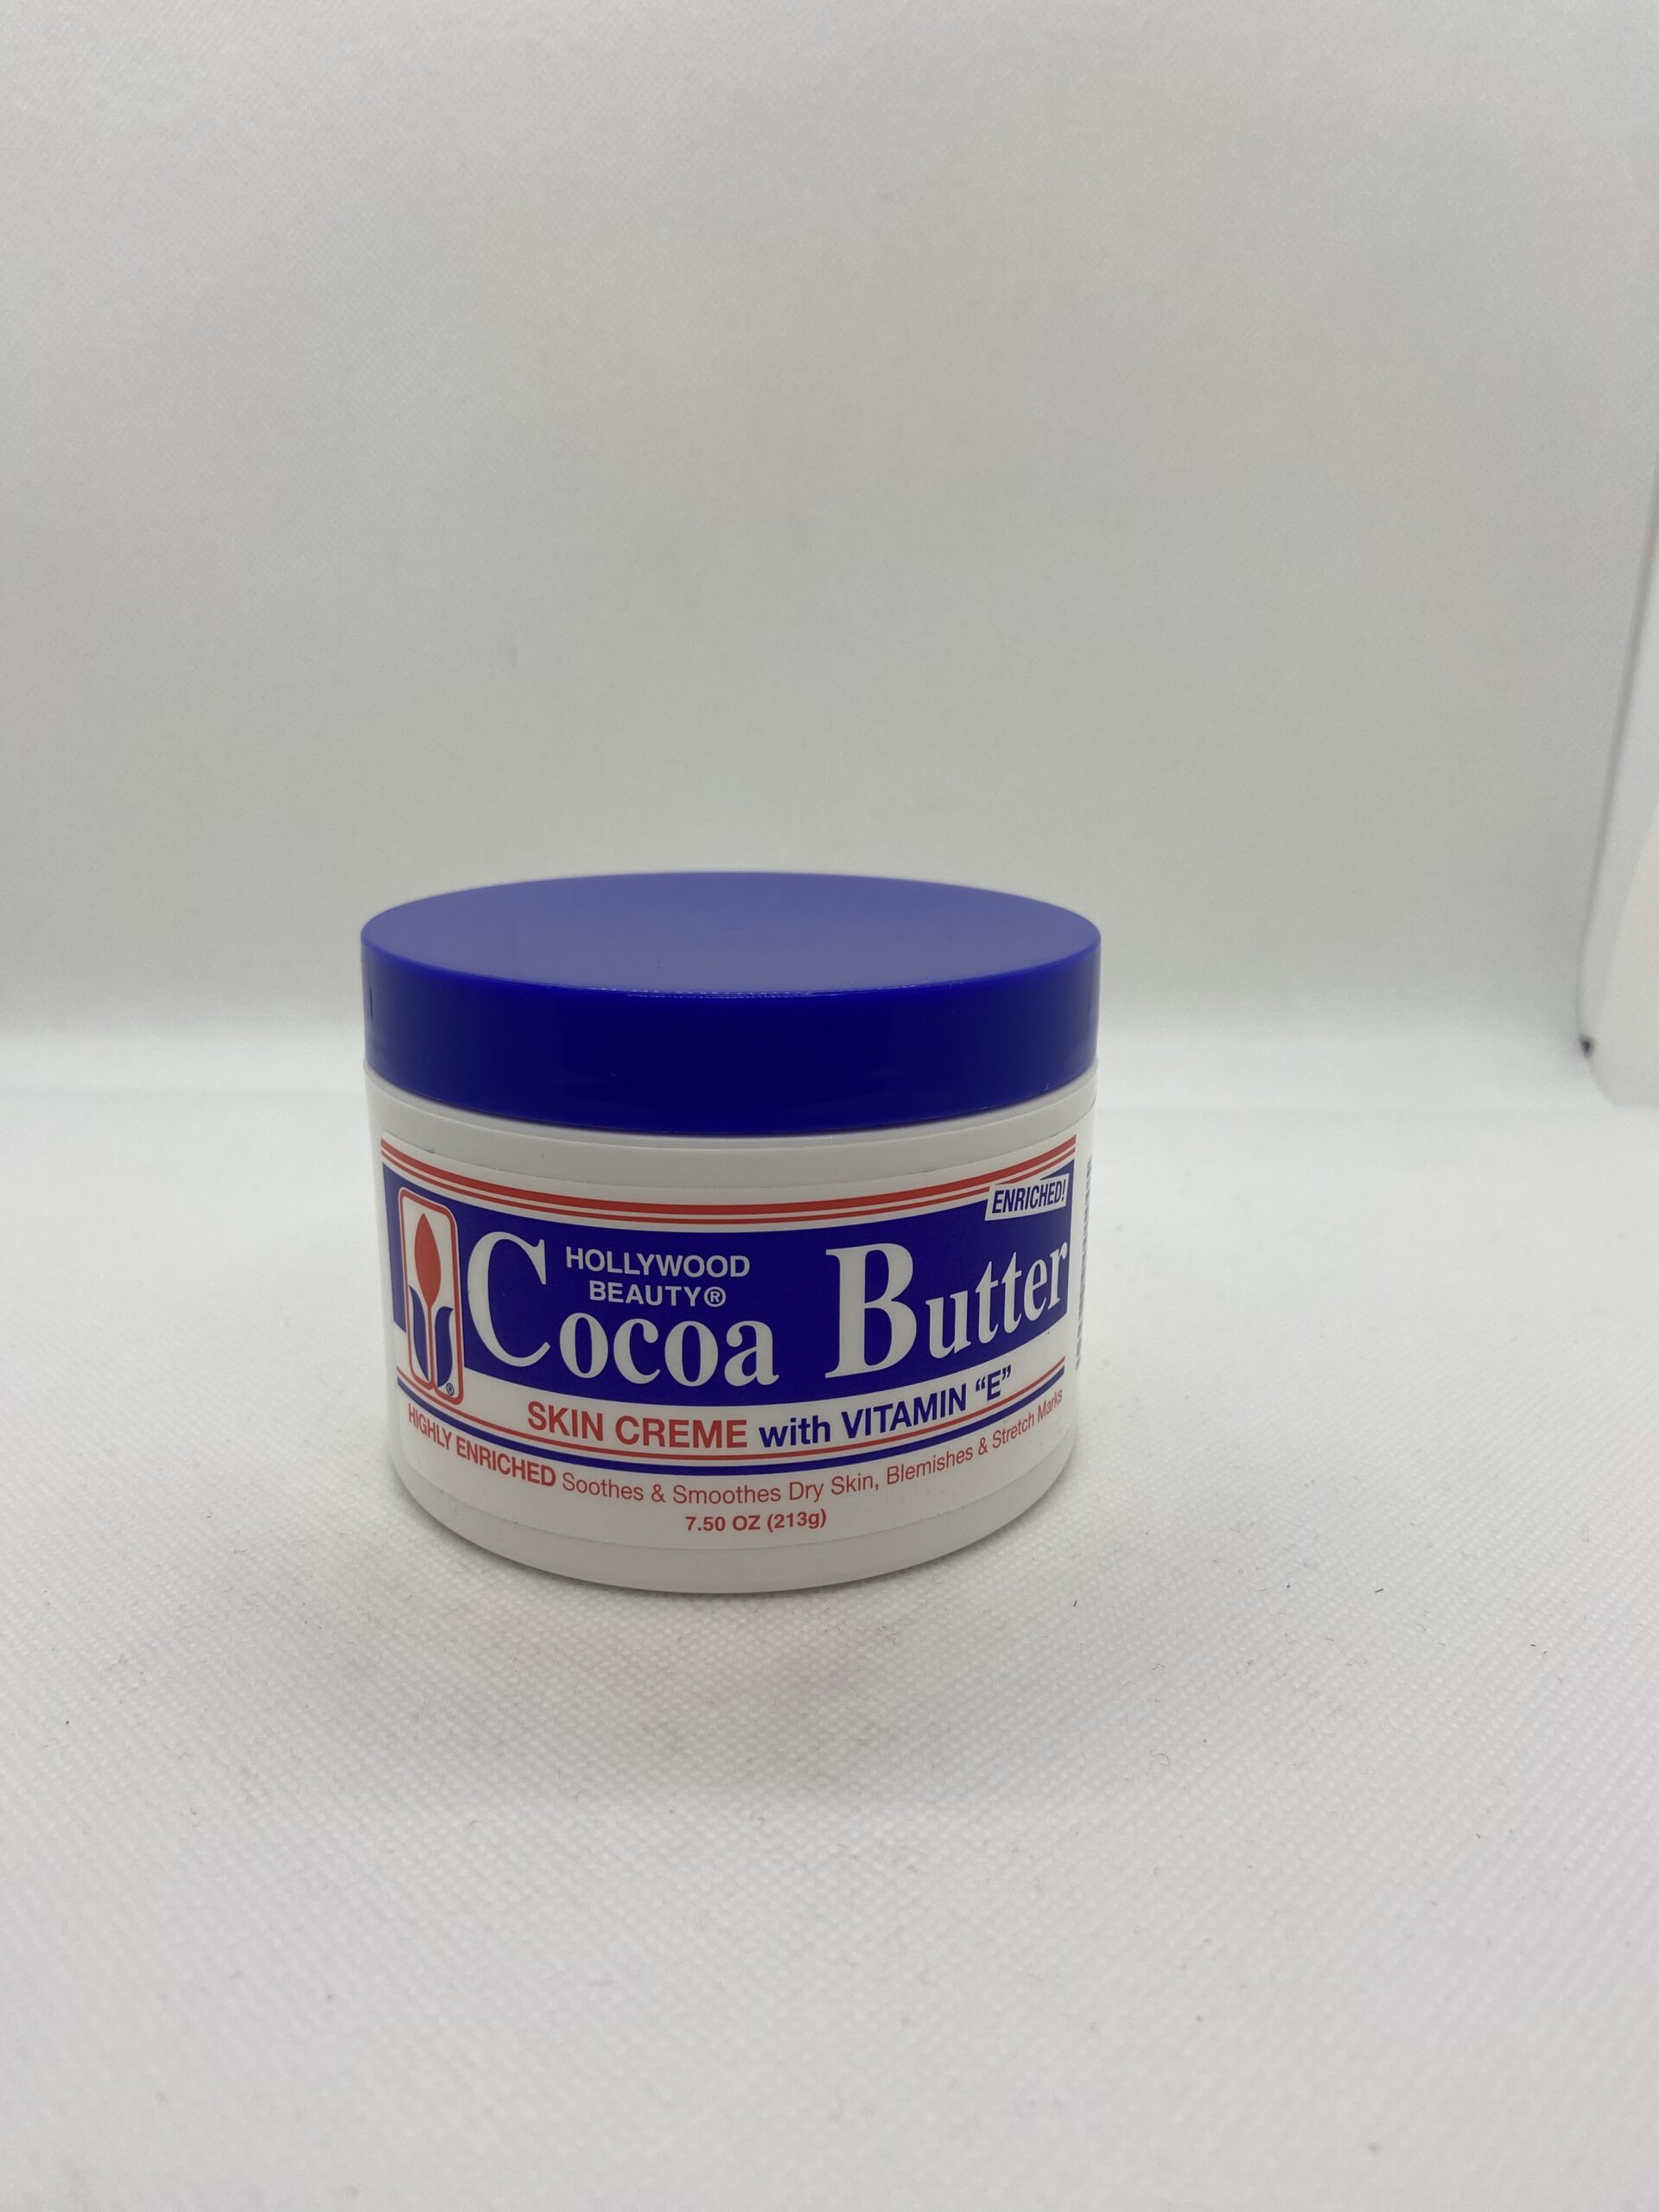 ENRICHED!
HOLLYWOOD
BEAUTY®
Cocoa Butter
®
SKIN CREME with VITAMIN “E”
HIGHLY ENRICHED Soothes & Smoothes Dry Skin, Blemishes & Stretch Marks
7.50 OZ (213g)